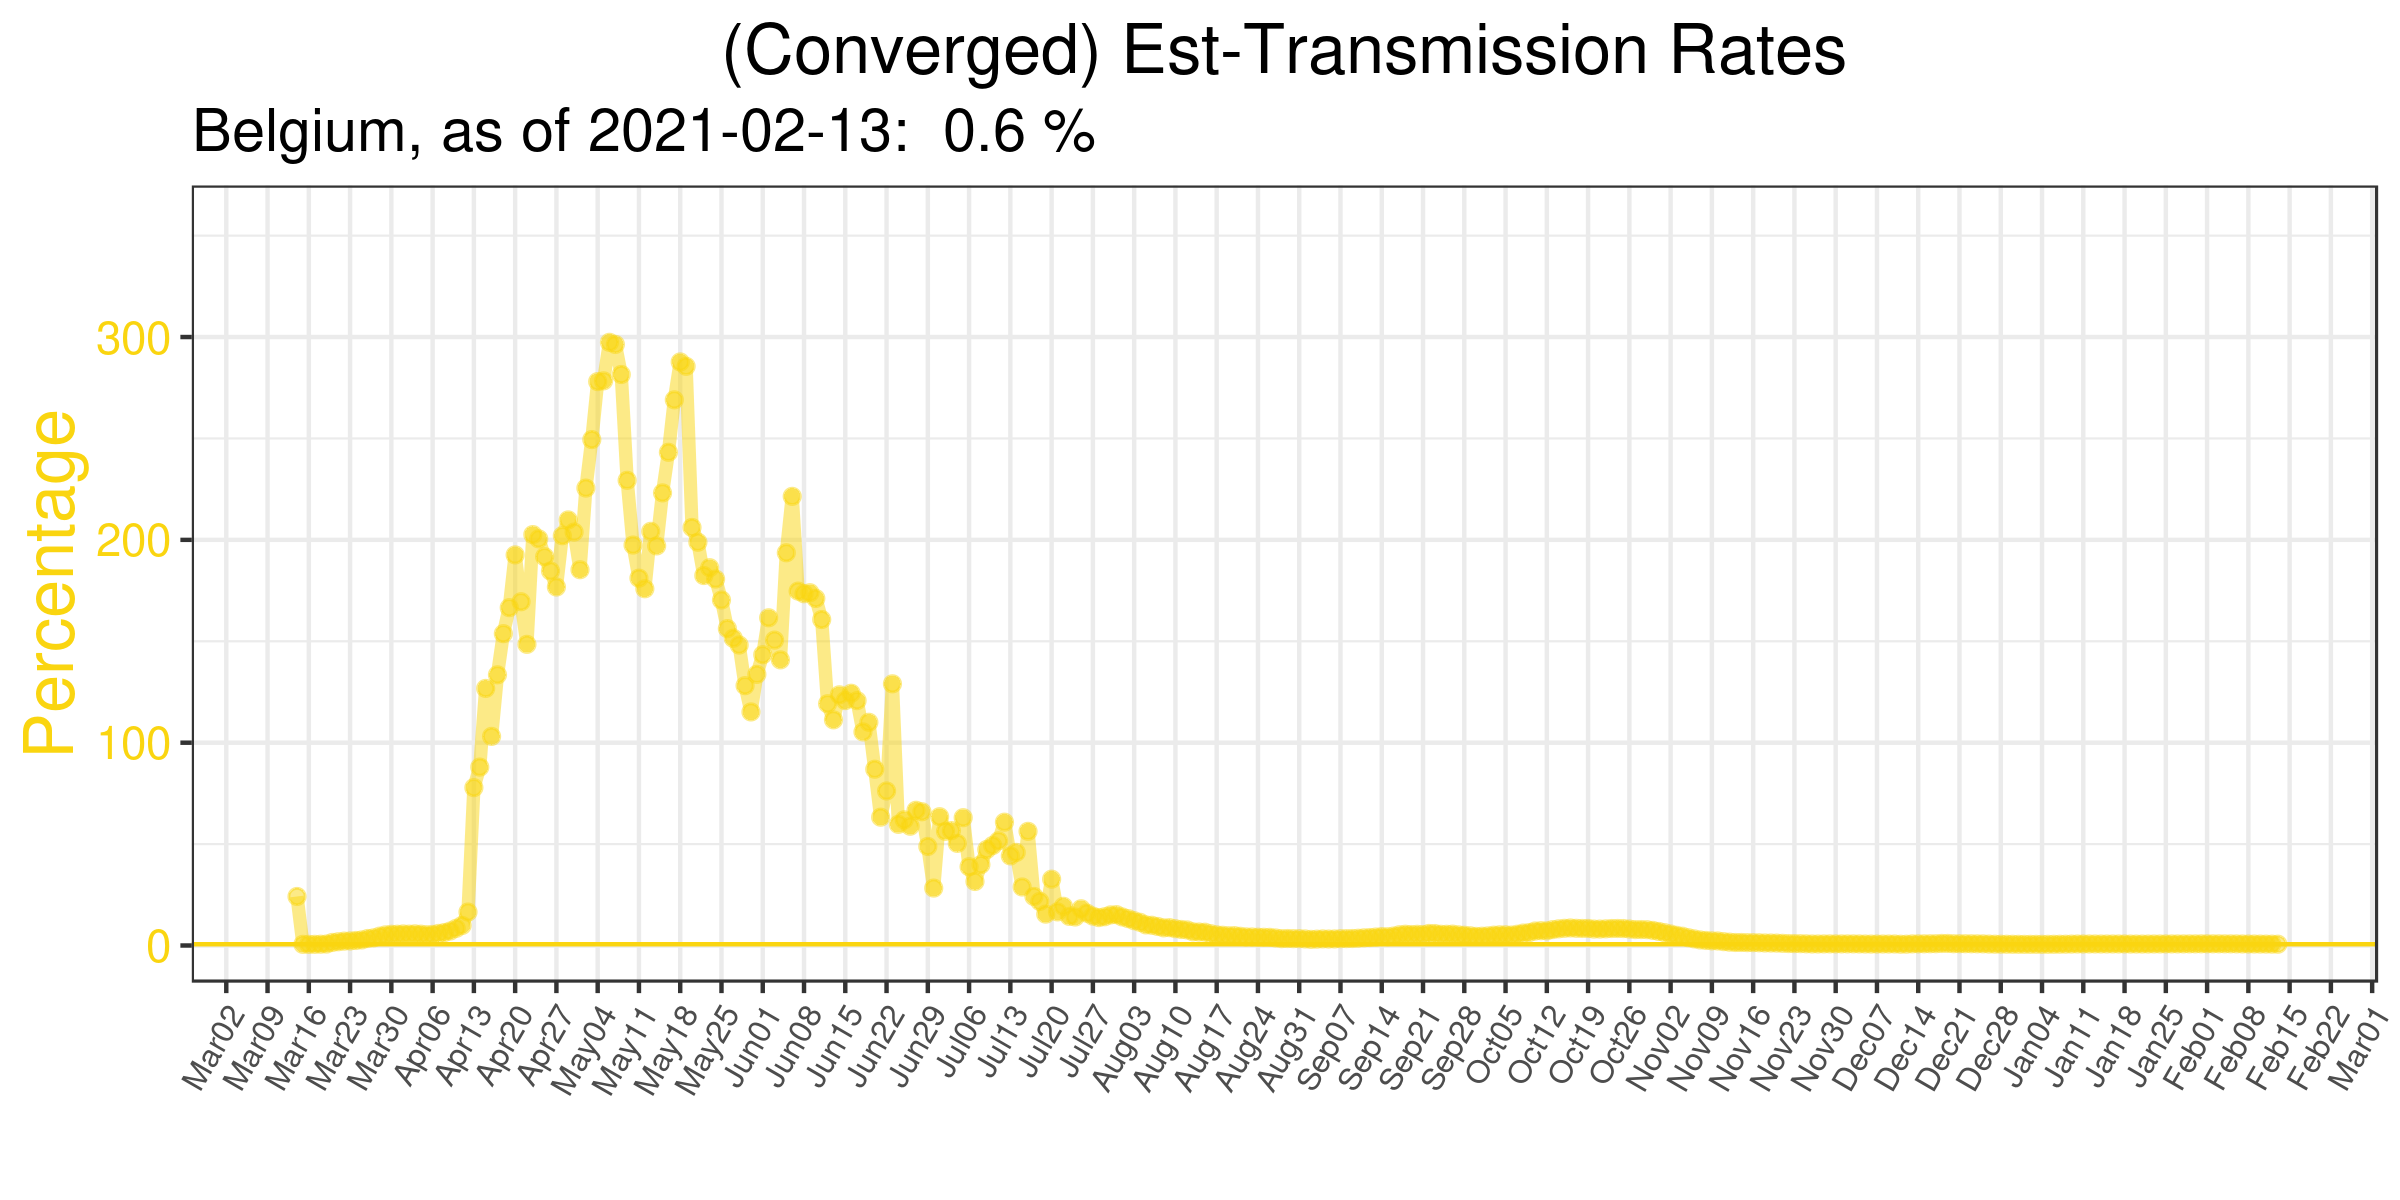 (Converged) Est-Transmission Rates
Belgium, as of 2021-02-13:  0.6 %
Percentage
300
200
100
0
Mar02
Mar09
Mar16
Mar23
Mar30
Apr06
Apr13
Apr20
Apr27
May04
May11
May18
May25
Jun01
Jun08
Jun15
Jun22
Jun29
Jul06
Jul13
Jul20
Jul27
Aug03
Aug10
Aug17
Aug24
Aug31
Sep07
Sep14
Sep21
Sep28
Oct05
Oct12
Oct19
Oct26
Nov02
Nov09
Nov16
Nov23
Nov30
Dec07
Dec14
Dec21
Dec28
Jan04
Jan11
Jan18
Jan25
Feb01
Feb08
Feb15
Feb22
Mar01